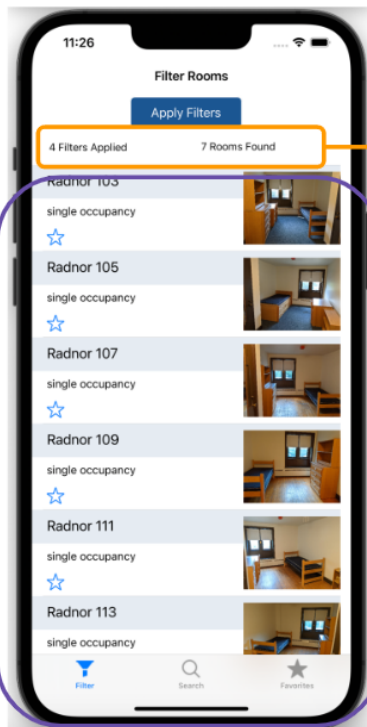 11:26
Filter Rooms
Apply Filters
4 Filters Applied 7 Rooms Found
Radnor 103
single occupancy
Radnor 105
single occupancy
Radnor 107
single occupancy
Radnor 109
single occupancy
Radnor 111
single occupancy
Radnor 113
single occupancy
Filter Search Favorites